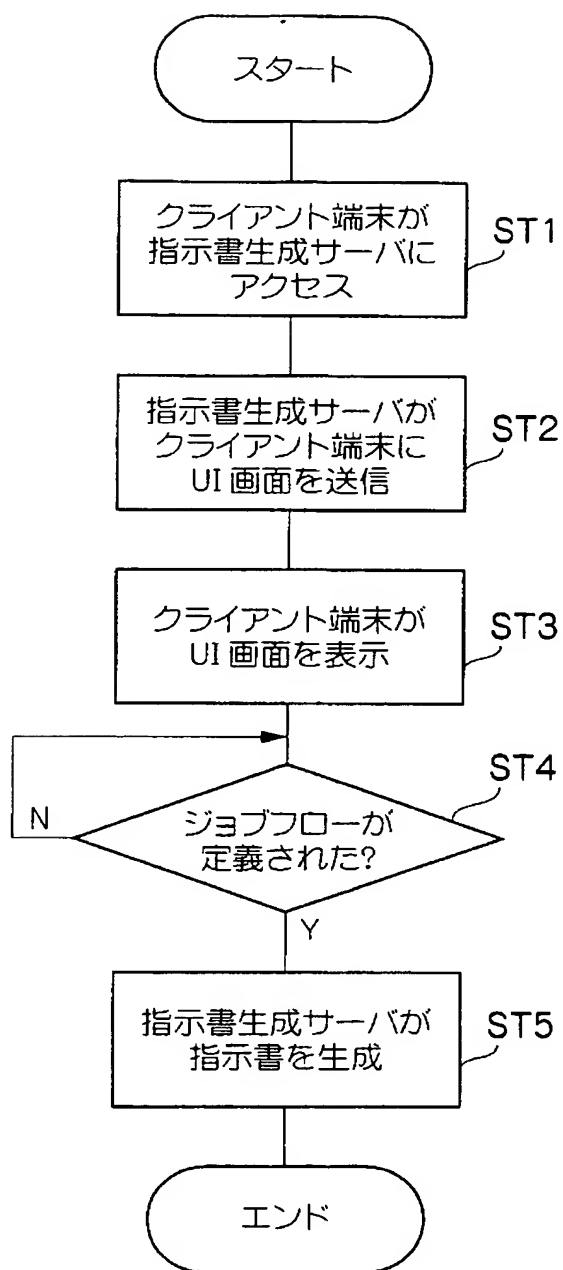 スタート
クライアント端末が
指示書生成サーバに
アクセス
ST1
指示書生成サーバが
クライアント端末に
UI画面を送信
ST2
クライアント端末が
UI画面を表示
ST3
ST4
N
ジョブフローが
定義された?
Y
指示書生成サーバが
指示書を生成
ST5
エンド